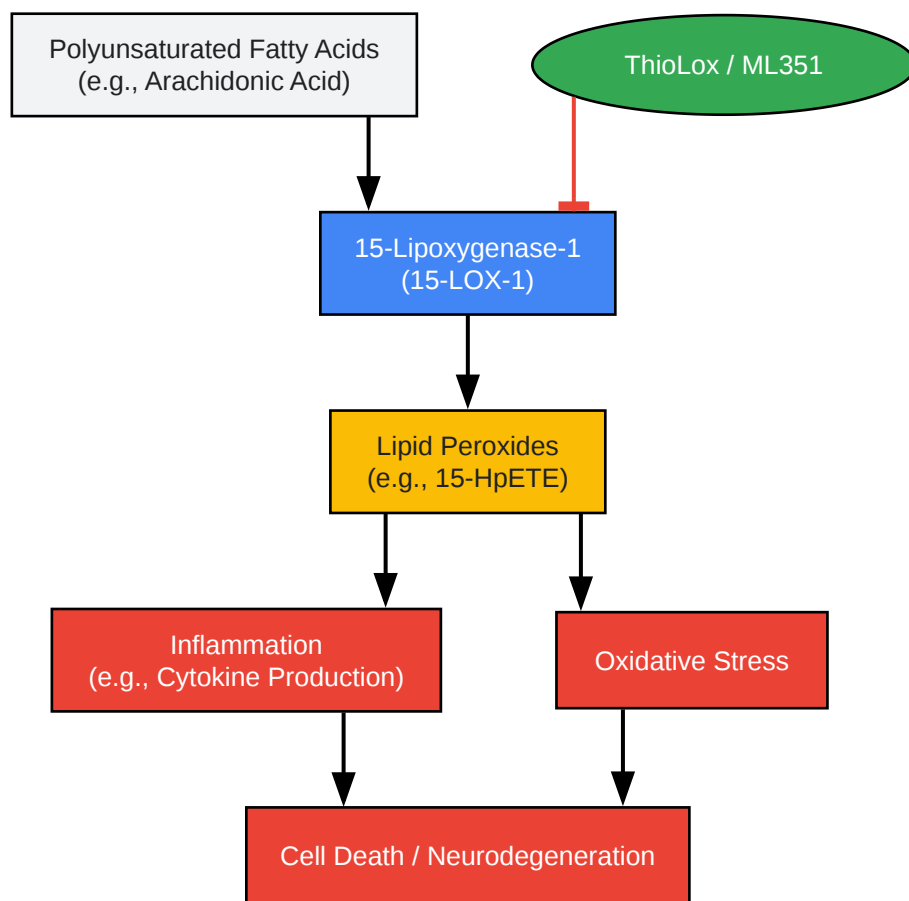 Polyunsaturated Fatty Acids
(e.g., Arachidonic Acid)
ThioLox / ML351
15-Lipoxygenase-1
(15-LOX-1)
Lipid Peroxides
(e.g., 15-HpETE)
Inflammation
(e.g., Cytokine Production)
Oxidative Stress
Cell Death / Neurodegeneration